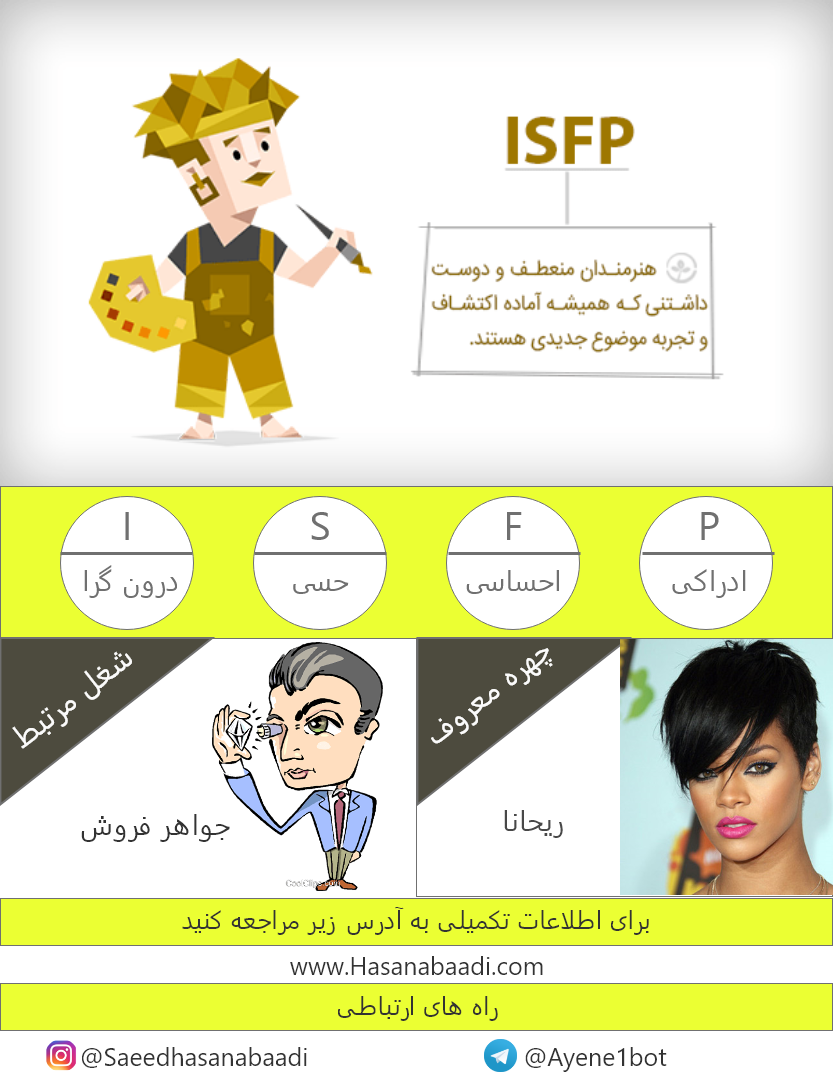 ISFP
هنرمندان منعطف و دوست
داشتنی که همیشه آماده اکتشاف
و تجربه موضوع جدیدی هستند.
I
درون گرا
S
حسی
F
احساسی
P
ادراکی
شغل مرتبط
جواهر فروش
CoolClips.com
چهره معروف
ریحانا
برای اطلاعات تکمیلی به آدرس زیر مراجعه کنید
www.Hasanabaadi.com
راه های ارتباطی
@Saeedhasanabaadi
@Ayene1bot